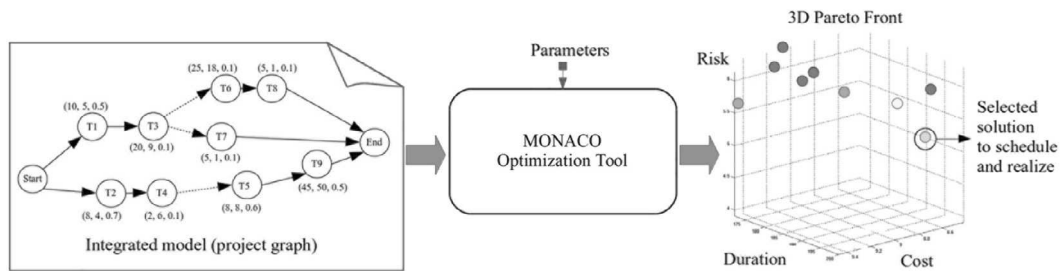 3D Pareto Front
Parameters
Risk
(25, 18, 0.1)
(5, 1, 0.1)
T6
T8
(10, 5, 0.5)
T1
T3
(20, 9, 0.1)
T7
(5, 1, 0.1)
End
Start
T9
(45, 50, 0.5)
T2
T4
T5
(8, 4, 0.7)
(2, 6, 0.1)
(8, 8, 0.6)
Integrated model (project graph)
MONACO
Optimization Tool
Selected
solution
to schedule
and realize
Duration
Cost